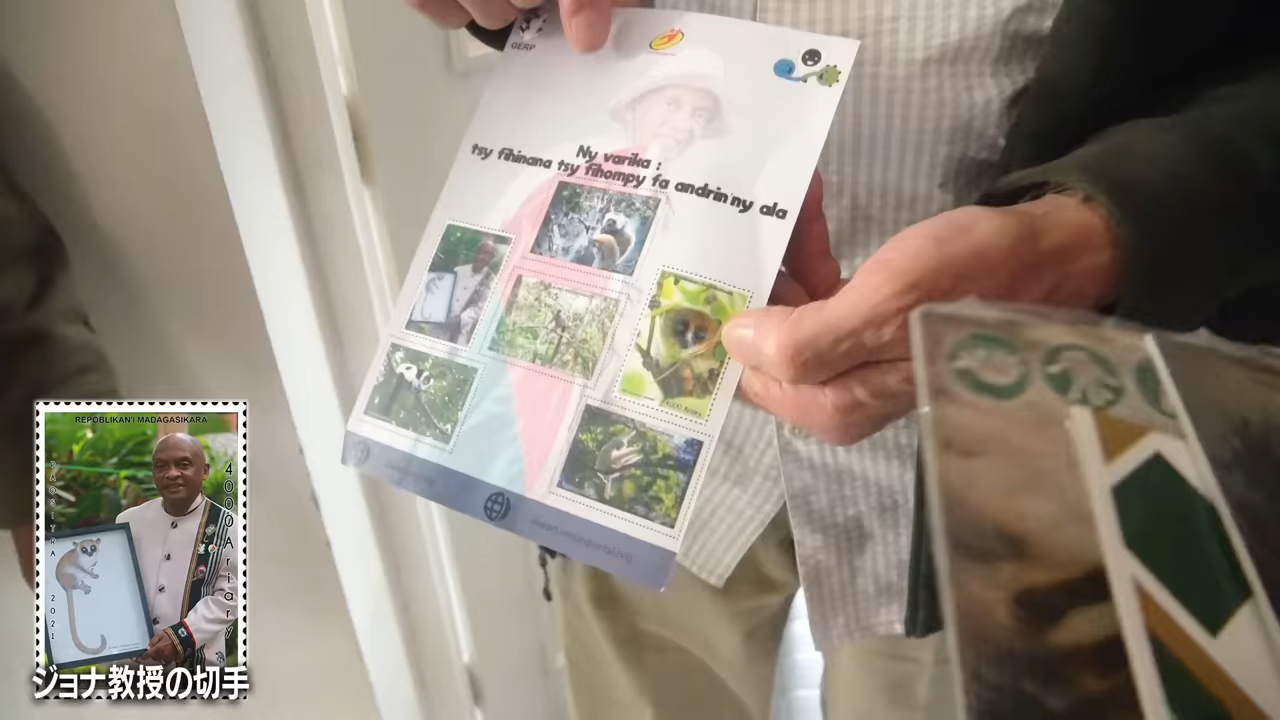 GERP
Ny varika :
tsy fihinana tsy fihompy fa andrin'ny ala
REPOBLIKAN'I MADAGASIKARA
PAOSITRA 2021
4000 Ariary
ジョナ教授の切手